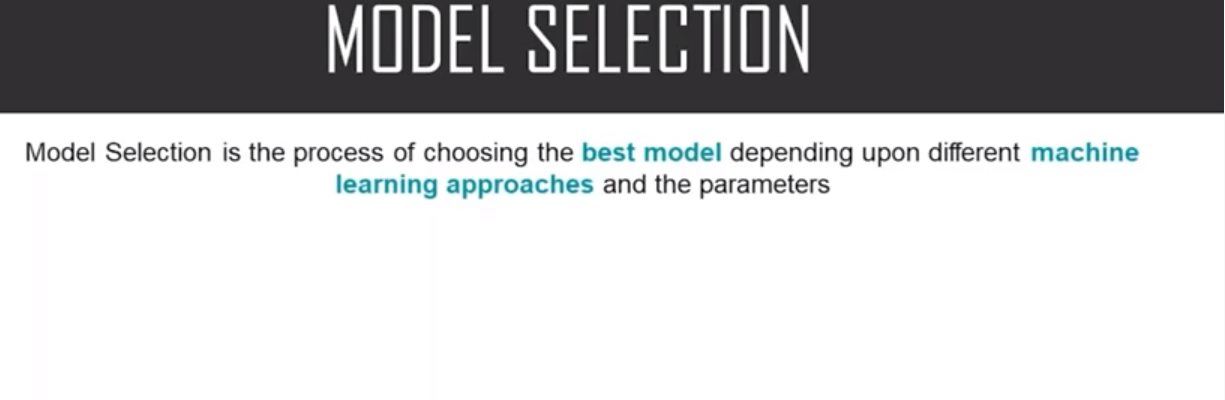 MODEL SELECTION
Model Selection is the process of choosing the best model depending upon different machine
learning approaches and the parameters